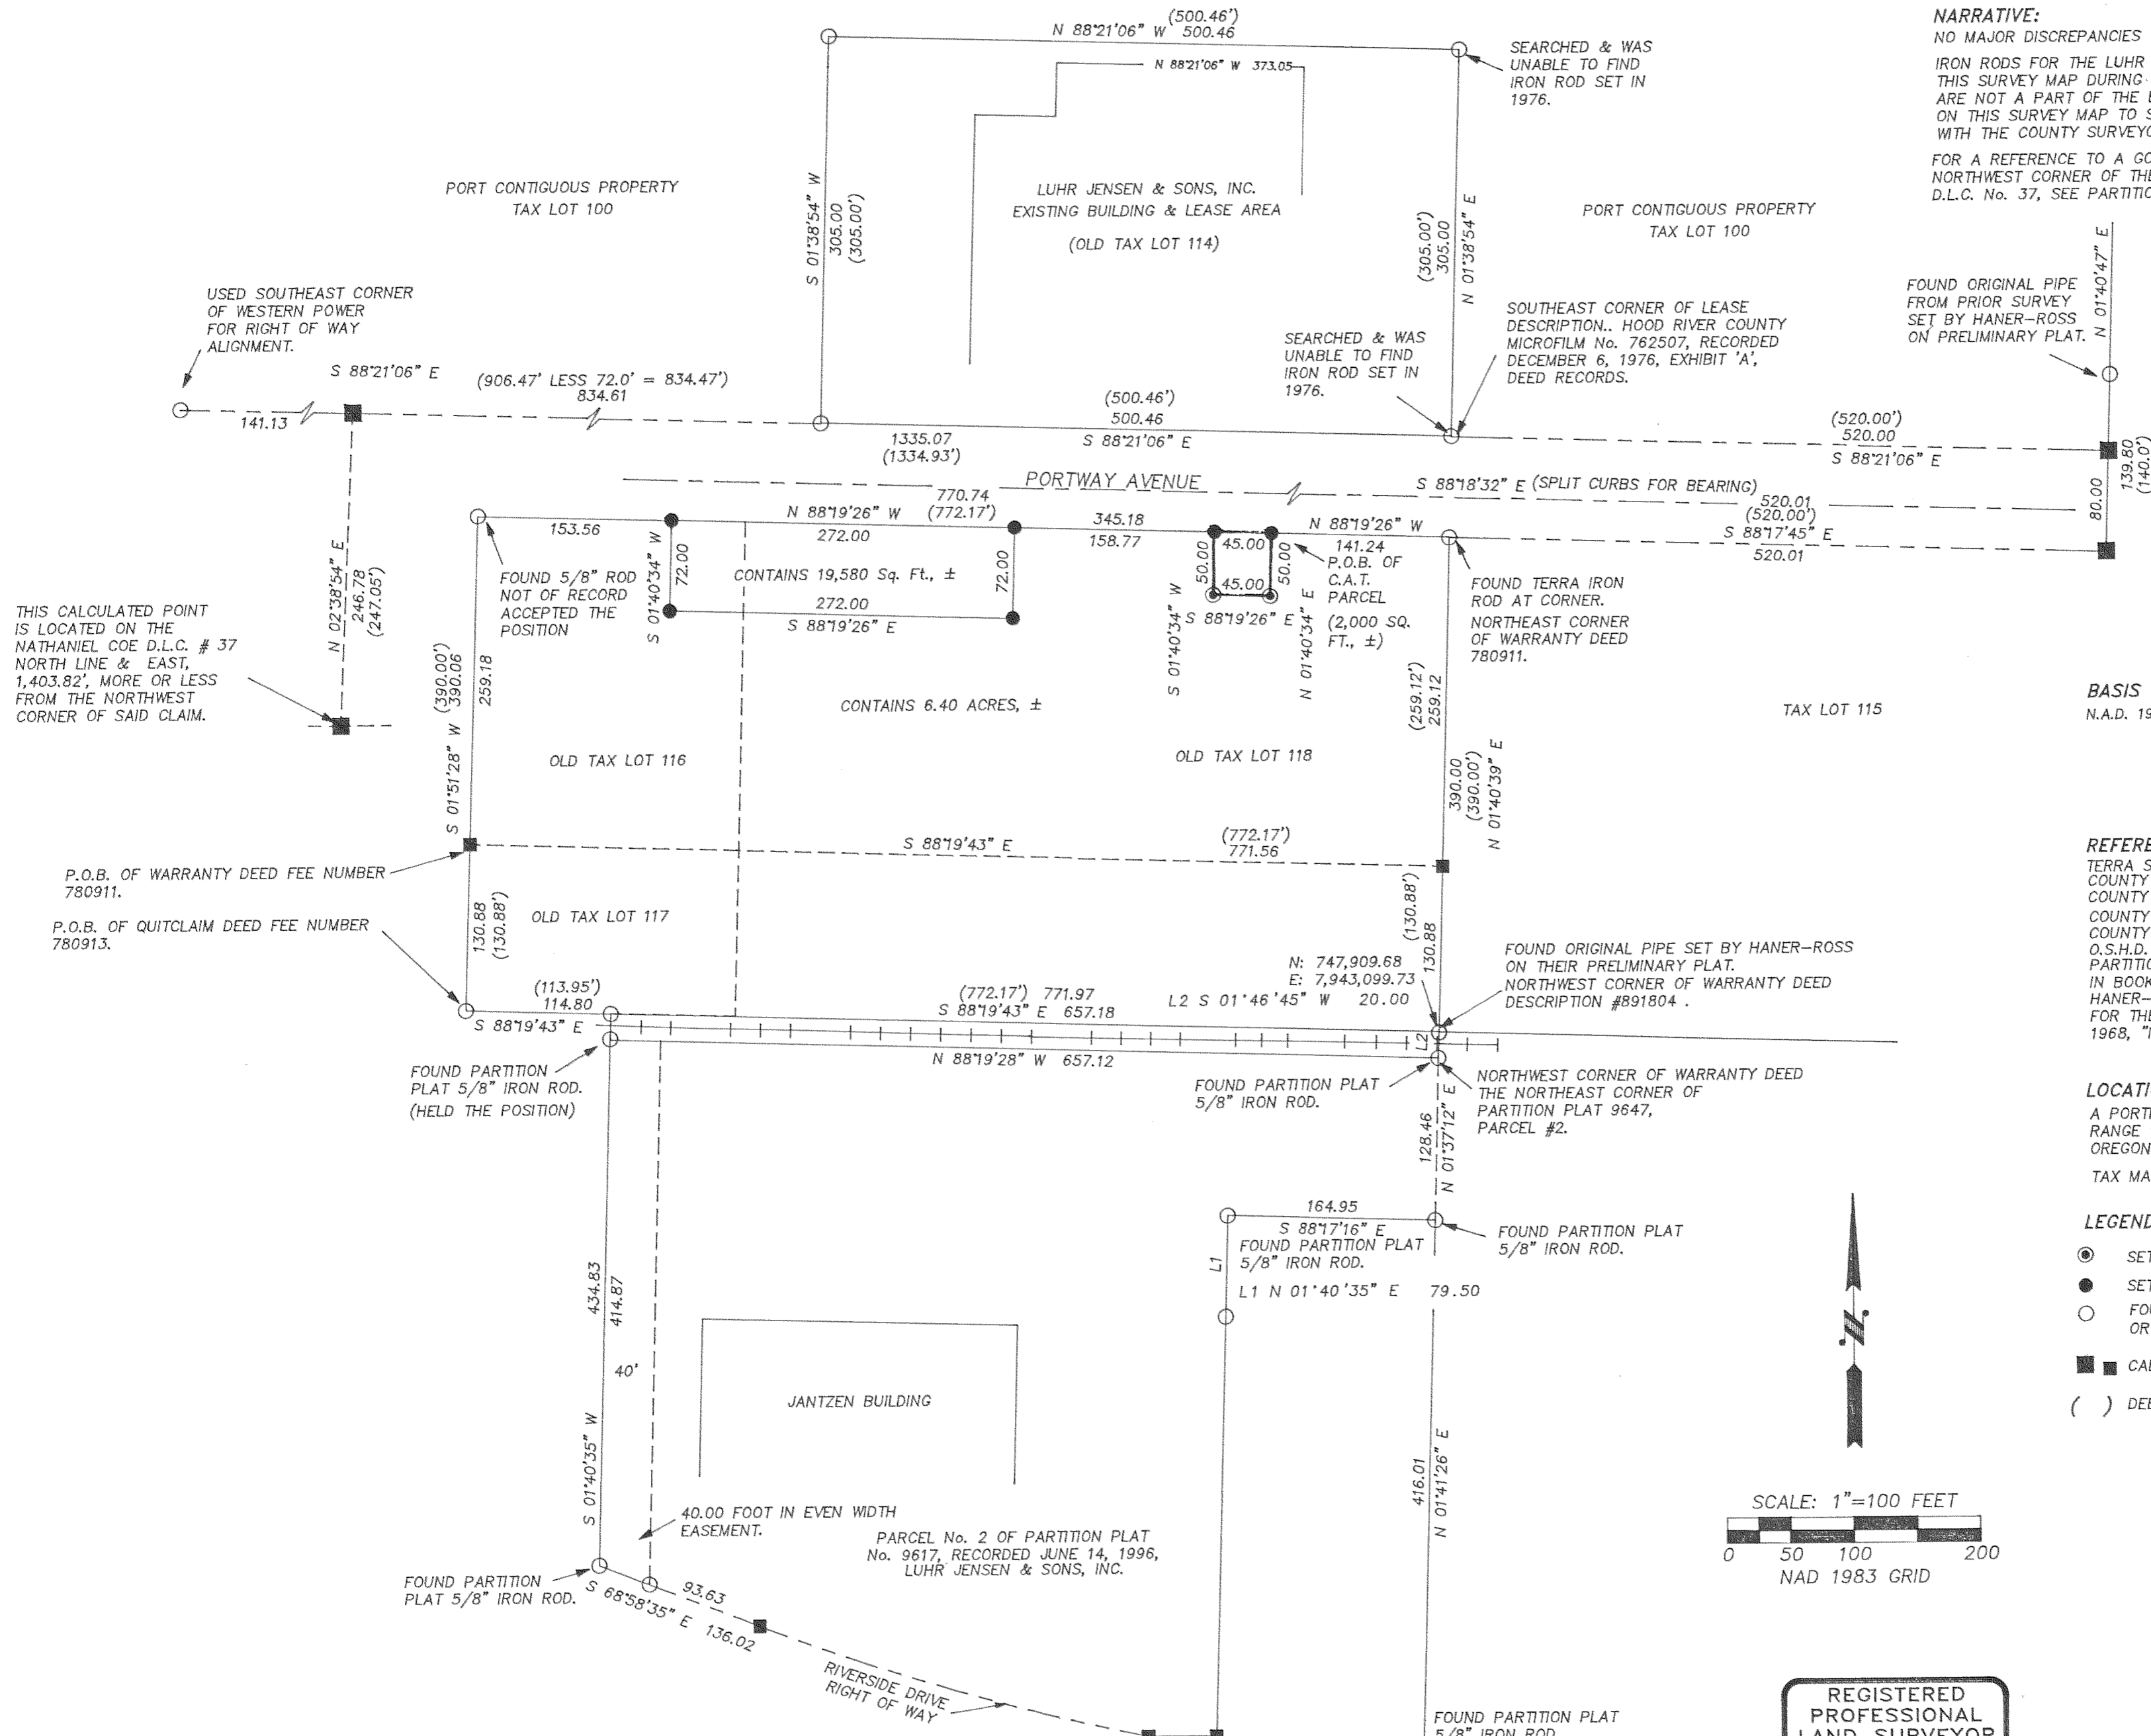 (500.46')
N 88°21'06" W 500.46
N 88°21'06" W 373.05
SEARCHED & WAS
UNABLE TO FIND
IRON ROD SET IN
1976.
NARRATIVE:
NO MAJOR DISCREPANCIES
IRON RODS FOR THE LUHR
THIS SURVEY MAP DURING
ARE NOT A PART OF THE
ON THIS SURVEY MAP TO
WITH THE COUNTY
FOR A REFERENCE TO A
NORTHWEST CORNER OF
D.L.C. No. 37, SEE
PORT CONTIGUOUS PROPERTY
TAX LOT 100
S 01°38'54" W
305.00
(305.00')
LUHR JENSEN & SONS, INC.
EXISTING BUILDING & LEASE AREA
(OLD TAX LOT 114)
(305.00')
305.00
N 01°38'54" E
PORT CONTIGUOUS PROPERTY
TAX LOT 100
N 01°40'47" E
FOUND ORIGINAL PIPE
FROM PRIOR SURVEY
SET BY HANER-ROSS
ON PRELIMINARY PLAT.
USED SOUTHEAST CORNER
OF WESTERN POWER
FOR RIGHT OF WAY
ALIGNMENT.
SEARCHED & WAS
UNABLE TO FIND
IRON ROD SET IN
1976.
SOUTHEAST CORNER OF LEASE
DESCRIPTION.. HOOD RIVER COUNTY
MICROFILM No. 762507, RECORDED
DECEMBER 6, 1976, EXHIBIT 'A',
DEED RECORDS.
S 88°21'06" E
(906.47' LESS 72.0' = 834.47')
834.61
141.13
(500.46')
500.46
S 88°21'06" E
1335.07
(1334.93')
(520.00')
520.00
S 88°21'06" E
139.80
(140.0')
80.00
PORTWAY AVENUE
S 88°18'32" E (SPLIT CURBS FOR BEARING)
520.01
(520.00')
S 88°17'45" E
520.01
770.74
N 88°19'26" W (772.17')
153.56
272.00
345.18
158.77
N 88°19'26" W
141.24
45.00
50.00
50.00
45.00
S 88°19'26" E
S 01°40'34" W
N 01°40'34" E
P.O.B. OF
C.A.T.
PARCEL
(2,000 SQ.
FT., ±)
FOUND 5/8" ROD
NOT OF RECORD
ACCEPTED THE
POSITION
S 01°40'34" W
72.00
CONTAINS 19,580 Sq. Ft., ±
72.00
272.00
S 88°19'26" E
FOUND TERRA IRON
ROD AT CORNER.
NORTHEAST CORNER
OF WARRANTY DEED
780911.
N 02°38'54" E
246.78
(247.05')
THIS CALCULATED POINT
IS LOCATED ON THE
NATHANIEL COE D.L.C. # 37
NORTH LINE & EAST,
1,403.82', MORE OR LESS
FROM THE NORTHWEST
CORNER OF SAID CLAIM.
S 01°51'28" W
(390.00')
390.06
259.18
CONTAINS 6.40 ACRES, ±
(259.12')
259.12
390.00
(390.00')
N 01°40'39" E
TAX LOT 115
BASIS
N.A.D.
OLD TAX LOT 116
OLD TAX LOT 118
S 88°19'43" E
(772.17')
771.56
P.O.B. OF WARRANTY DEED FEE NUMBER
780911.
P.O.B. OF QUITCLAIM DEED FEE NUMBER
780913.
OLD TAX LOT 117
130.88
(130.88')
(130.88')
130.88
TERRA
COUNTY
COUNTY
COUNTY
COUNTY
O.S.H.D.
IN
FOR
1968,
(113.95')
114.80
S 88°19'43" E
(772.17') 771.97
S 88°19'43" E 657.18
N: 747,909.68
E: 7,943,099.73
L2 S 01°46'45" W 20.00
L2
FOUND ORIGINAL PIPE SET BY HANER-ROSS
ON THEIR PRELIMINARY PLAT.
NORTHWEST CORNER OF WARRANTY DEED
DESCRIPTION #891804 .
N 88°19'28" W 657.12
FOUND PARTITION
PLAT 5/8" IRON ROD.
(HELD THE POSITION)
FOUND PARTITION PLAT
5/8" IRON ROD.
NORTHWEST CORNER OF WARRANTY DEED
THE NORTHEAST CORNER OF
PARTITION PLAT 9647,
PARCEL #2.
128.46
N 01°37'12" E
A
RANGE
OREGON
TAX
164.95
S 88°17'16" E
FOUND PARTITION PLAT
5/8" IRON ROD.
FOUND PARTITION PLAT
5/8" IRON ROD.
L1
L1 N 01°40'35" E 79.50
LEGEND
SET
SET
OR
( )
434.83
414.87
40'
S 01°40'35" W
JANTZEN BUILDING
416.01
N 01°41'26" E
40.00 FOOT IN EVEN WIDTH
EASEMENT.
PARCEL No. 2 OF PARTITION PLAT
No. 9617, RECORDED JUNE 14, 1996,
LUHR JENSEN & SONS, INC.
SCALE: 1"=100 FEET
0 50 100 200
NAD 1983 GRID
FOUND PARTITION
PLAT 5/8" IRON ROD.
93.63
S 68°58'35" E 136.02
RIVERSIDE DRIVE
RIGHT OF WAY
FOUND PARTITION PLAT
5/8" IRON ROD
REGISTERED
PROFESSIONAL
LAND SURVEYOR